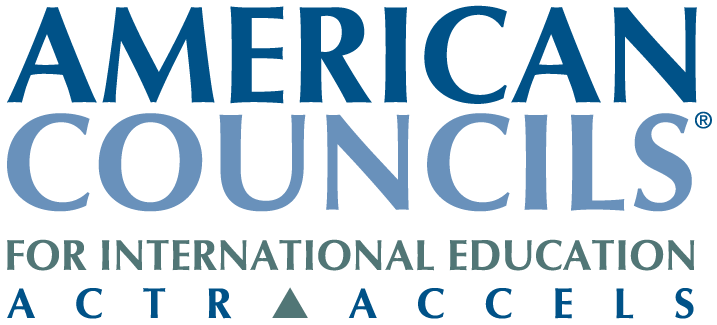 AMERICAN
COUNCILS®
FOR INTERNATIONAL EDUCATION
ACTR▲ACCELS